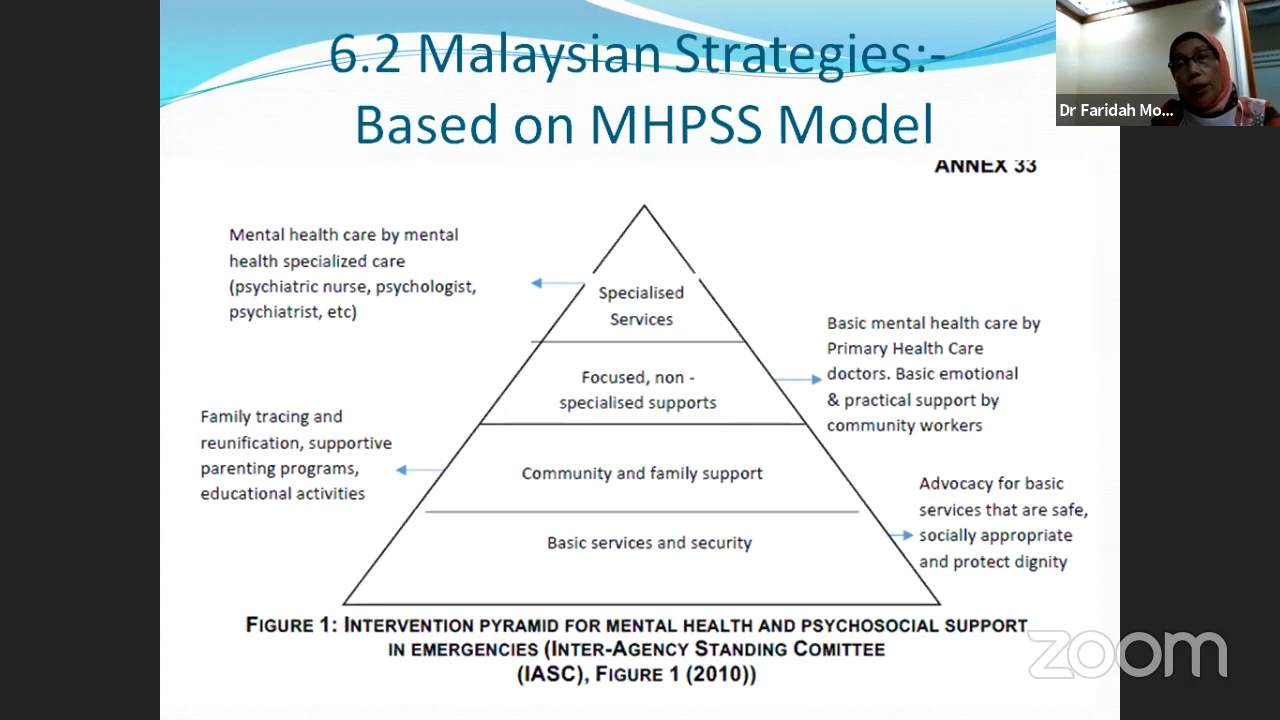 6.2 Malaysian Strategies:-
Based on MHPSS Model
Dr Faridah Mo...
ANNEX 33
Mental health care by mental
health specialized care
(psychiatric nurse, psychologist,
psychiatrist, etc)
Specialised
Services
Basic mental health care by
Primary Health Care
doctors. Basic emotional
& practical support by
community workers
Focused, non -
specialised supports
Family tracing and
reunification, supportive
parenting programs,
educational activities
Community and family support
Advocacy for basic
services that are safe,
socially appropriate
and protect dignity
Basic services and security
FIGURE 1: INTERVENTION PYRAMID FOR MENTAL HEALTH AND PSYCHOSOCIAL SUPPORT
IN EMERGENCIES (INTER-AGENCY STANDING COMITTEE
(IASC), FIGURE 1 (2010))
zoom